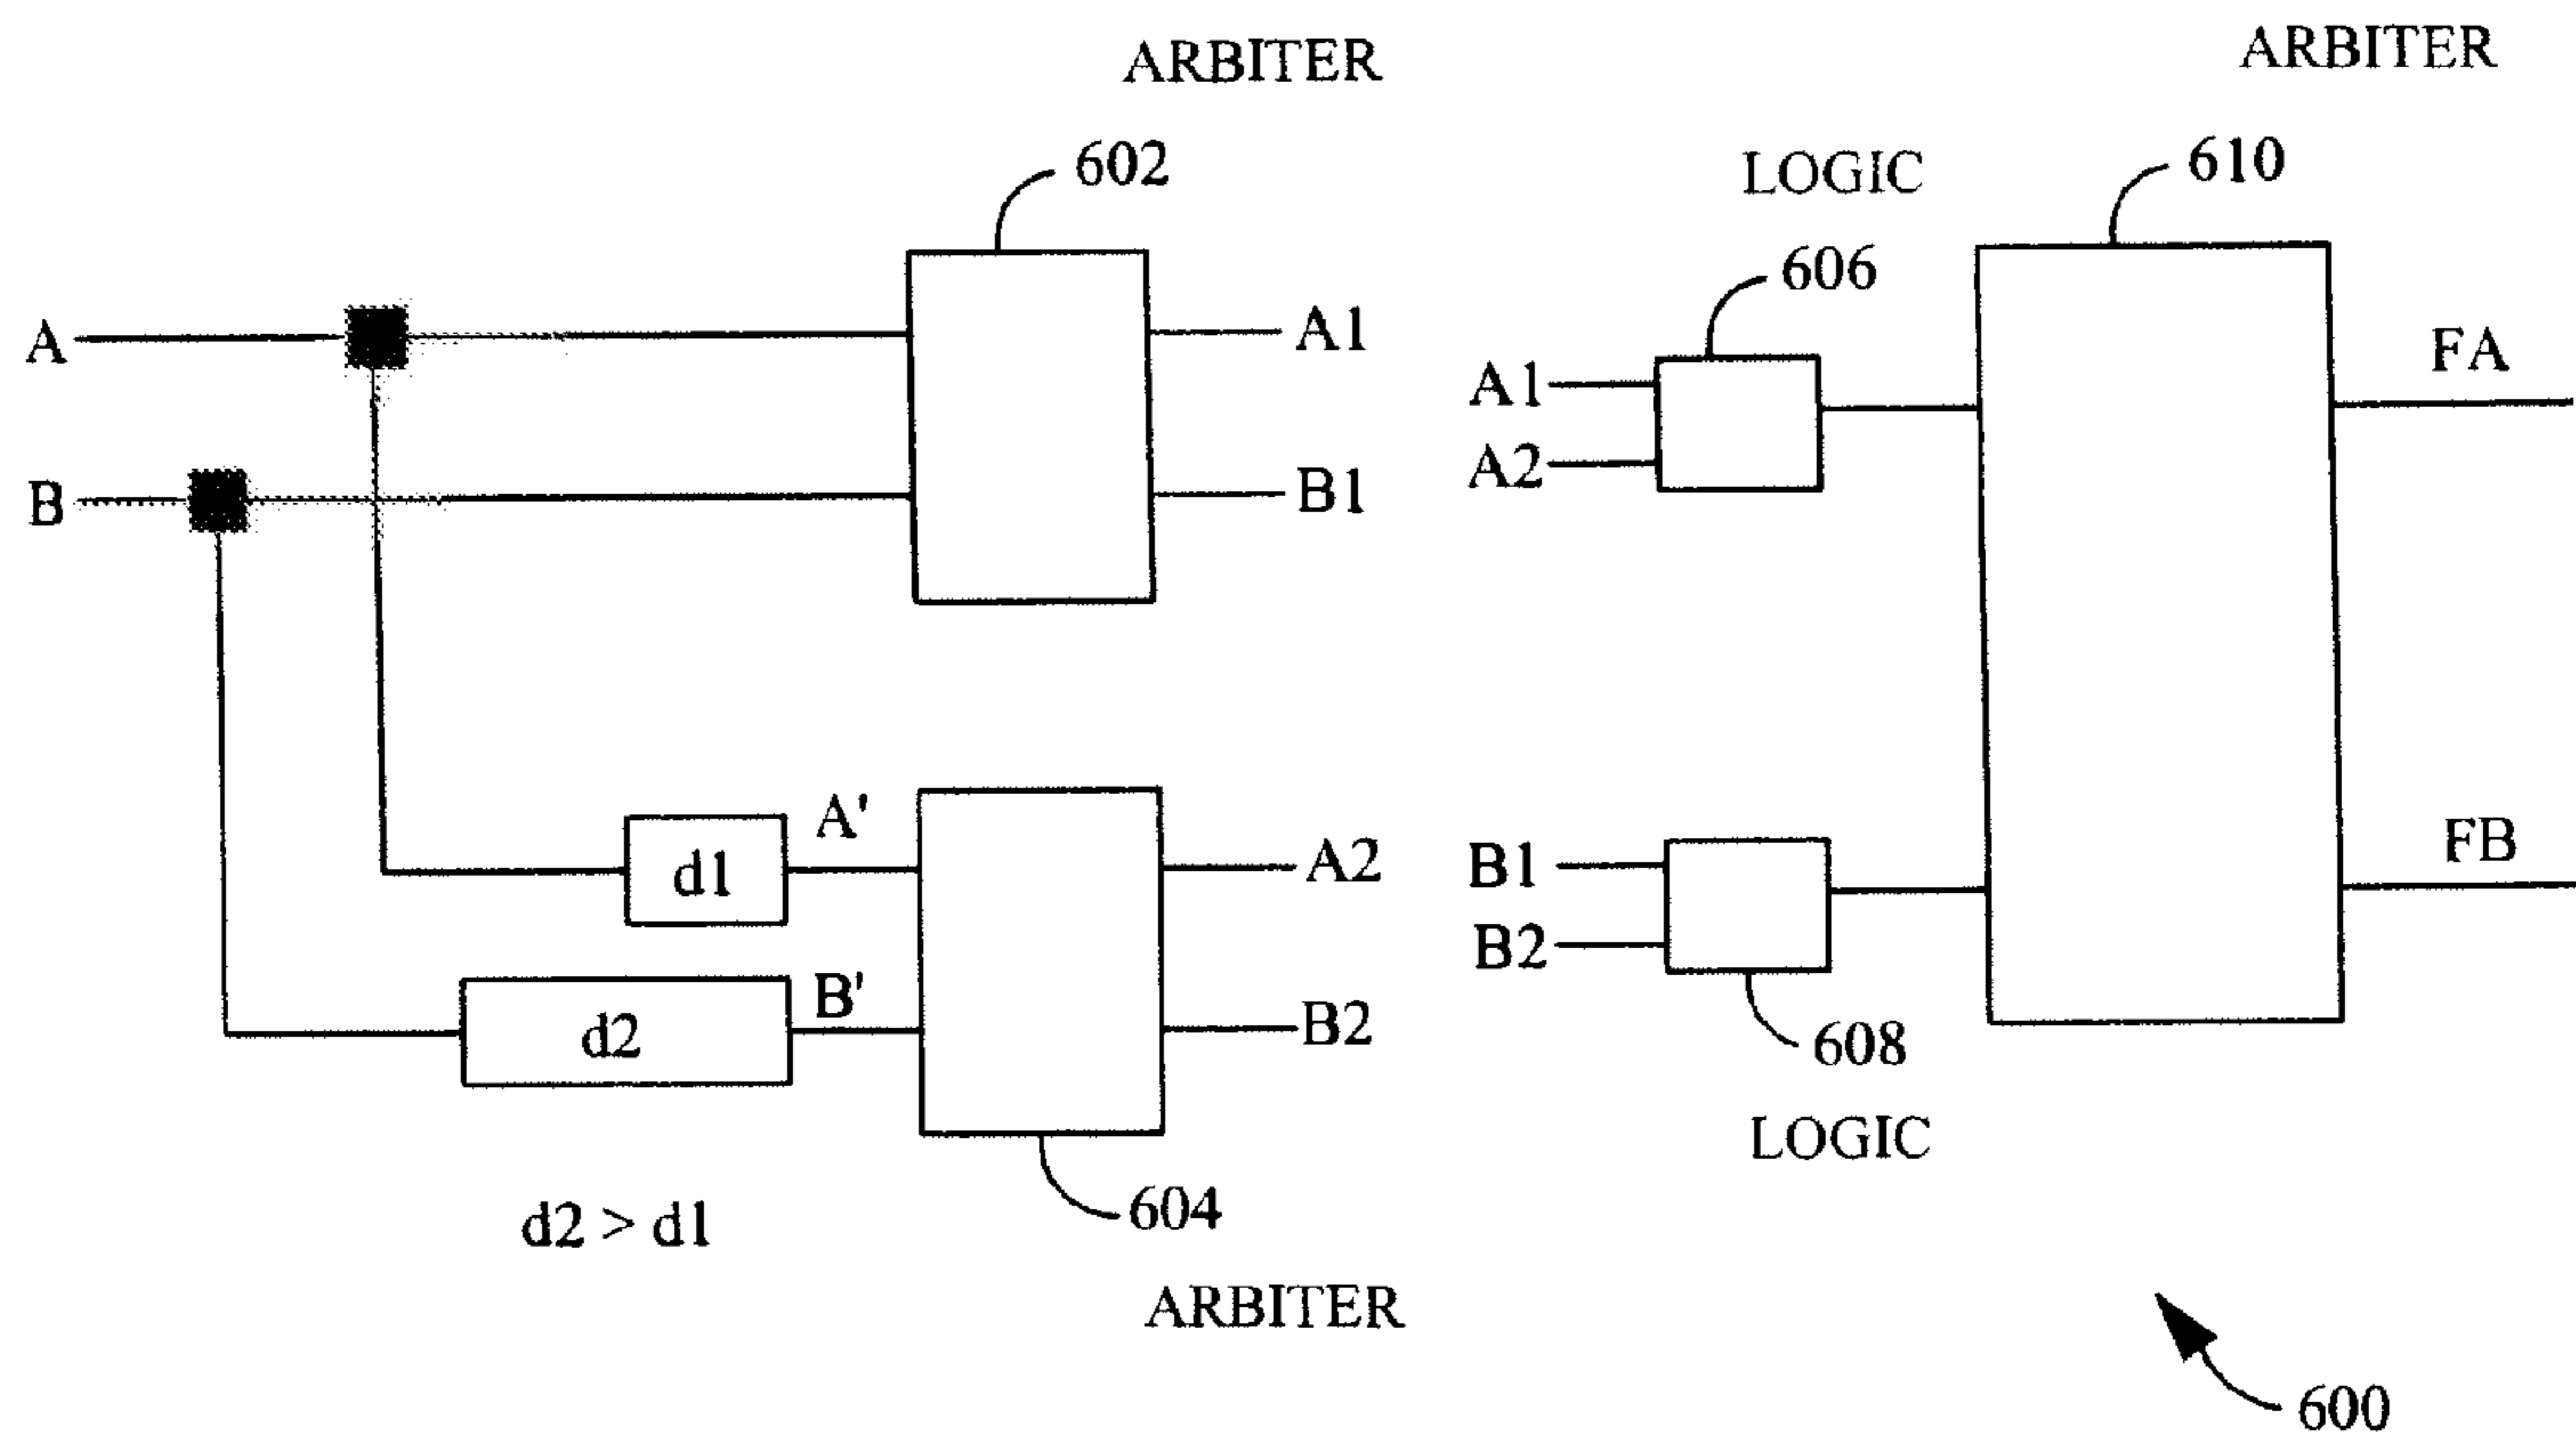 ARBITER
ARBITER
602
LOGIC
610
606
A
A1
FA
A1
B
B1
A2
A'
d1
A2
B1
FB
B2
B'
d2
B2
608
LOGIC
604
d2 > d1
ARBITER
600